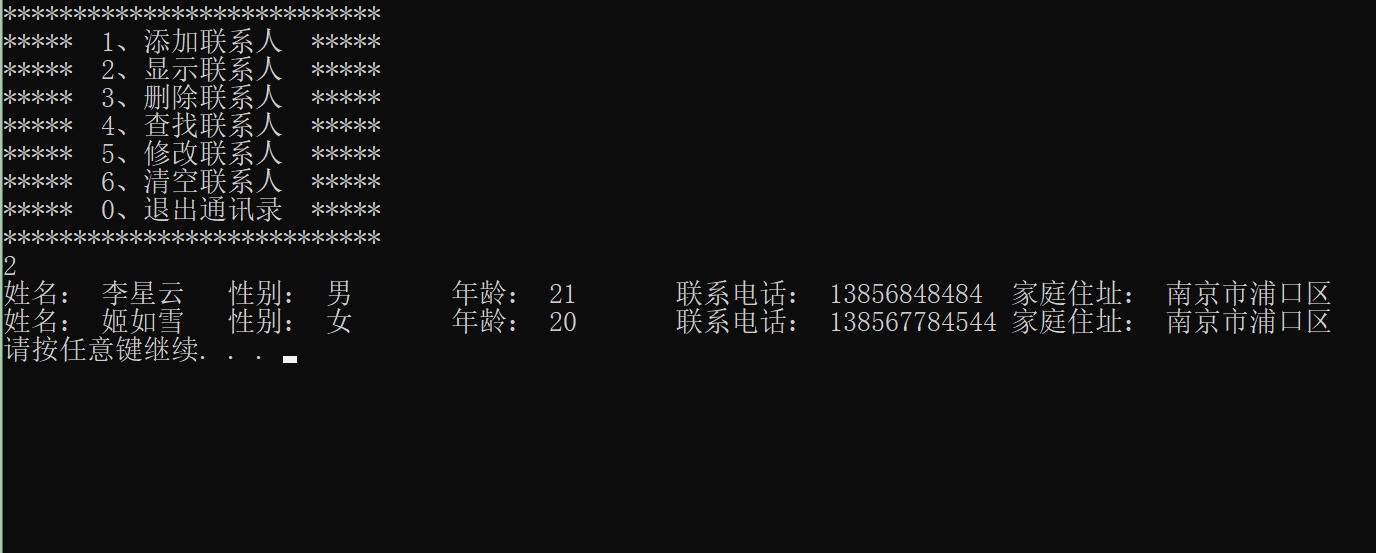 ***************************
***** 1、添加联系人 *****
***** 2、显示联系人 *****
***** 3、删除联系人 *****
***** 4、查找联系人 *****
***** 5、修改联系人 *****
***** 6、清空联系人 *****
***** 0、退出通讯录 *****
***************************
2
姓名： 李星云 性别： 男 年龄： 21 联系电话： 13856848484 家庭住址： 南京市浦口区
姓名： 姬如雪 性别： 女 年龄： 20 联系电话： 138567784544 家庭住址： 南京市浦口区
请按任意键继续. . .